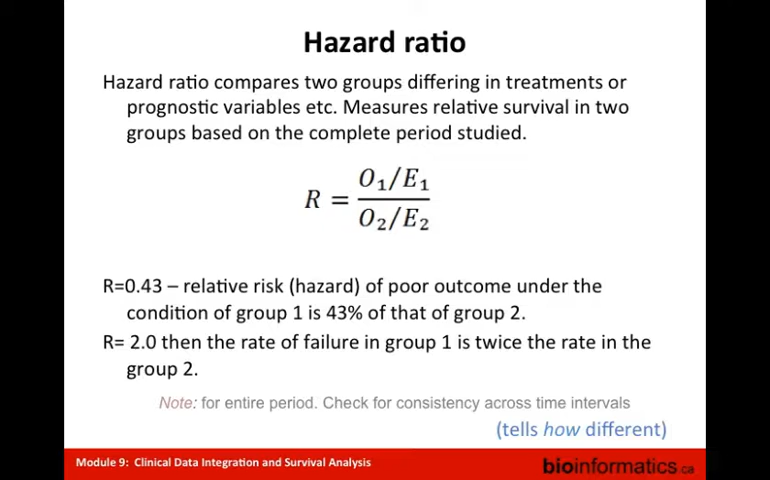 Hazard ratio
Hazard ratio compares two groups differing in treatments or
prognostic variables etc. Measures relative survival in two
groups based on the complete period studied.
R = (O₁/E₁)/(O₂/E₂)
R=0.43 – relative risk (hazard) of poor outcome under the
condition of group 1 is 43% of that of group 2.
R= 2.0 then the rate of failure in group 1 is twice the rate in the
group 2.
Note: for entire period. Check for consistency across time intervals
(tells how different)
Module 9: Clinical Data Integration and Survival Analysis
bioinformatics.ca